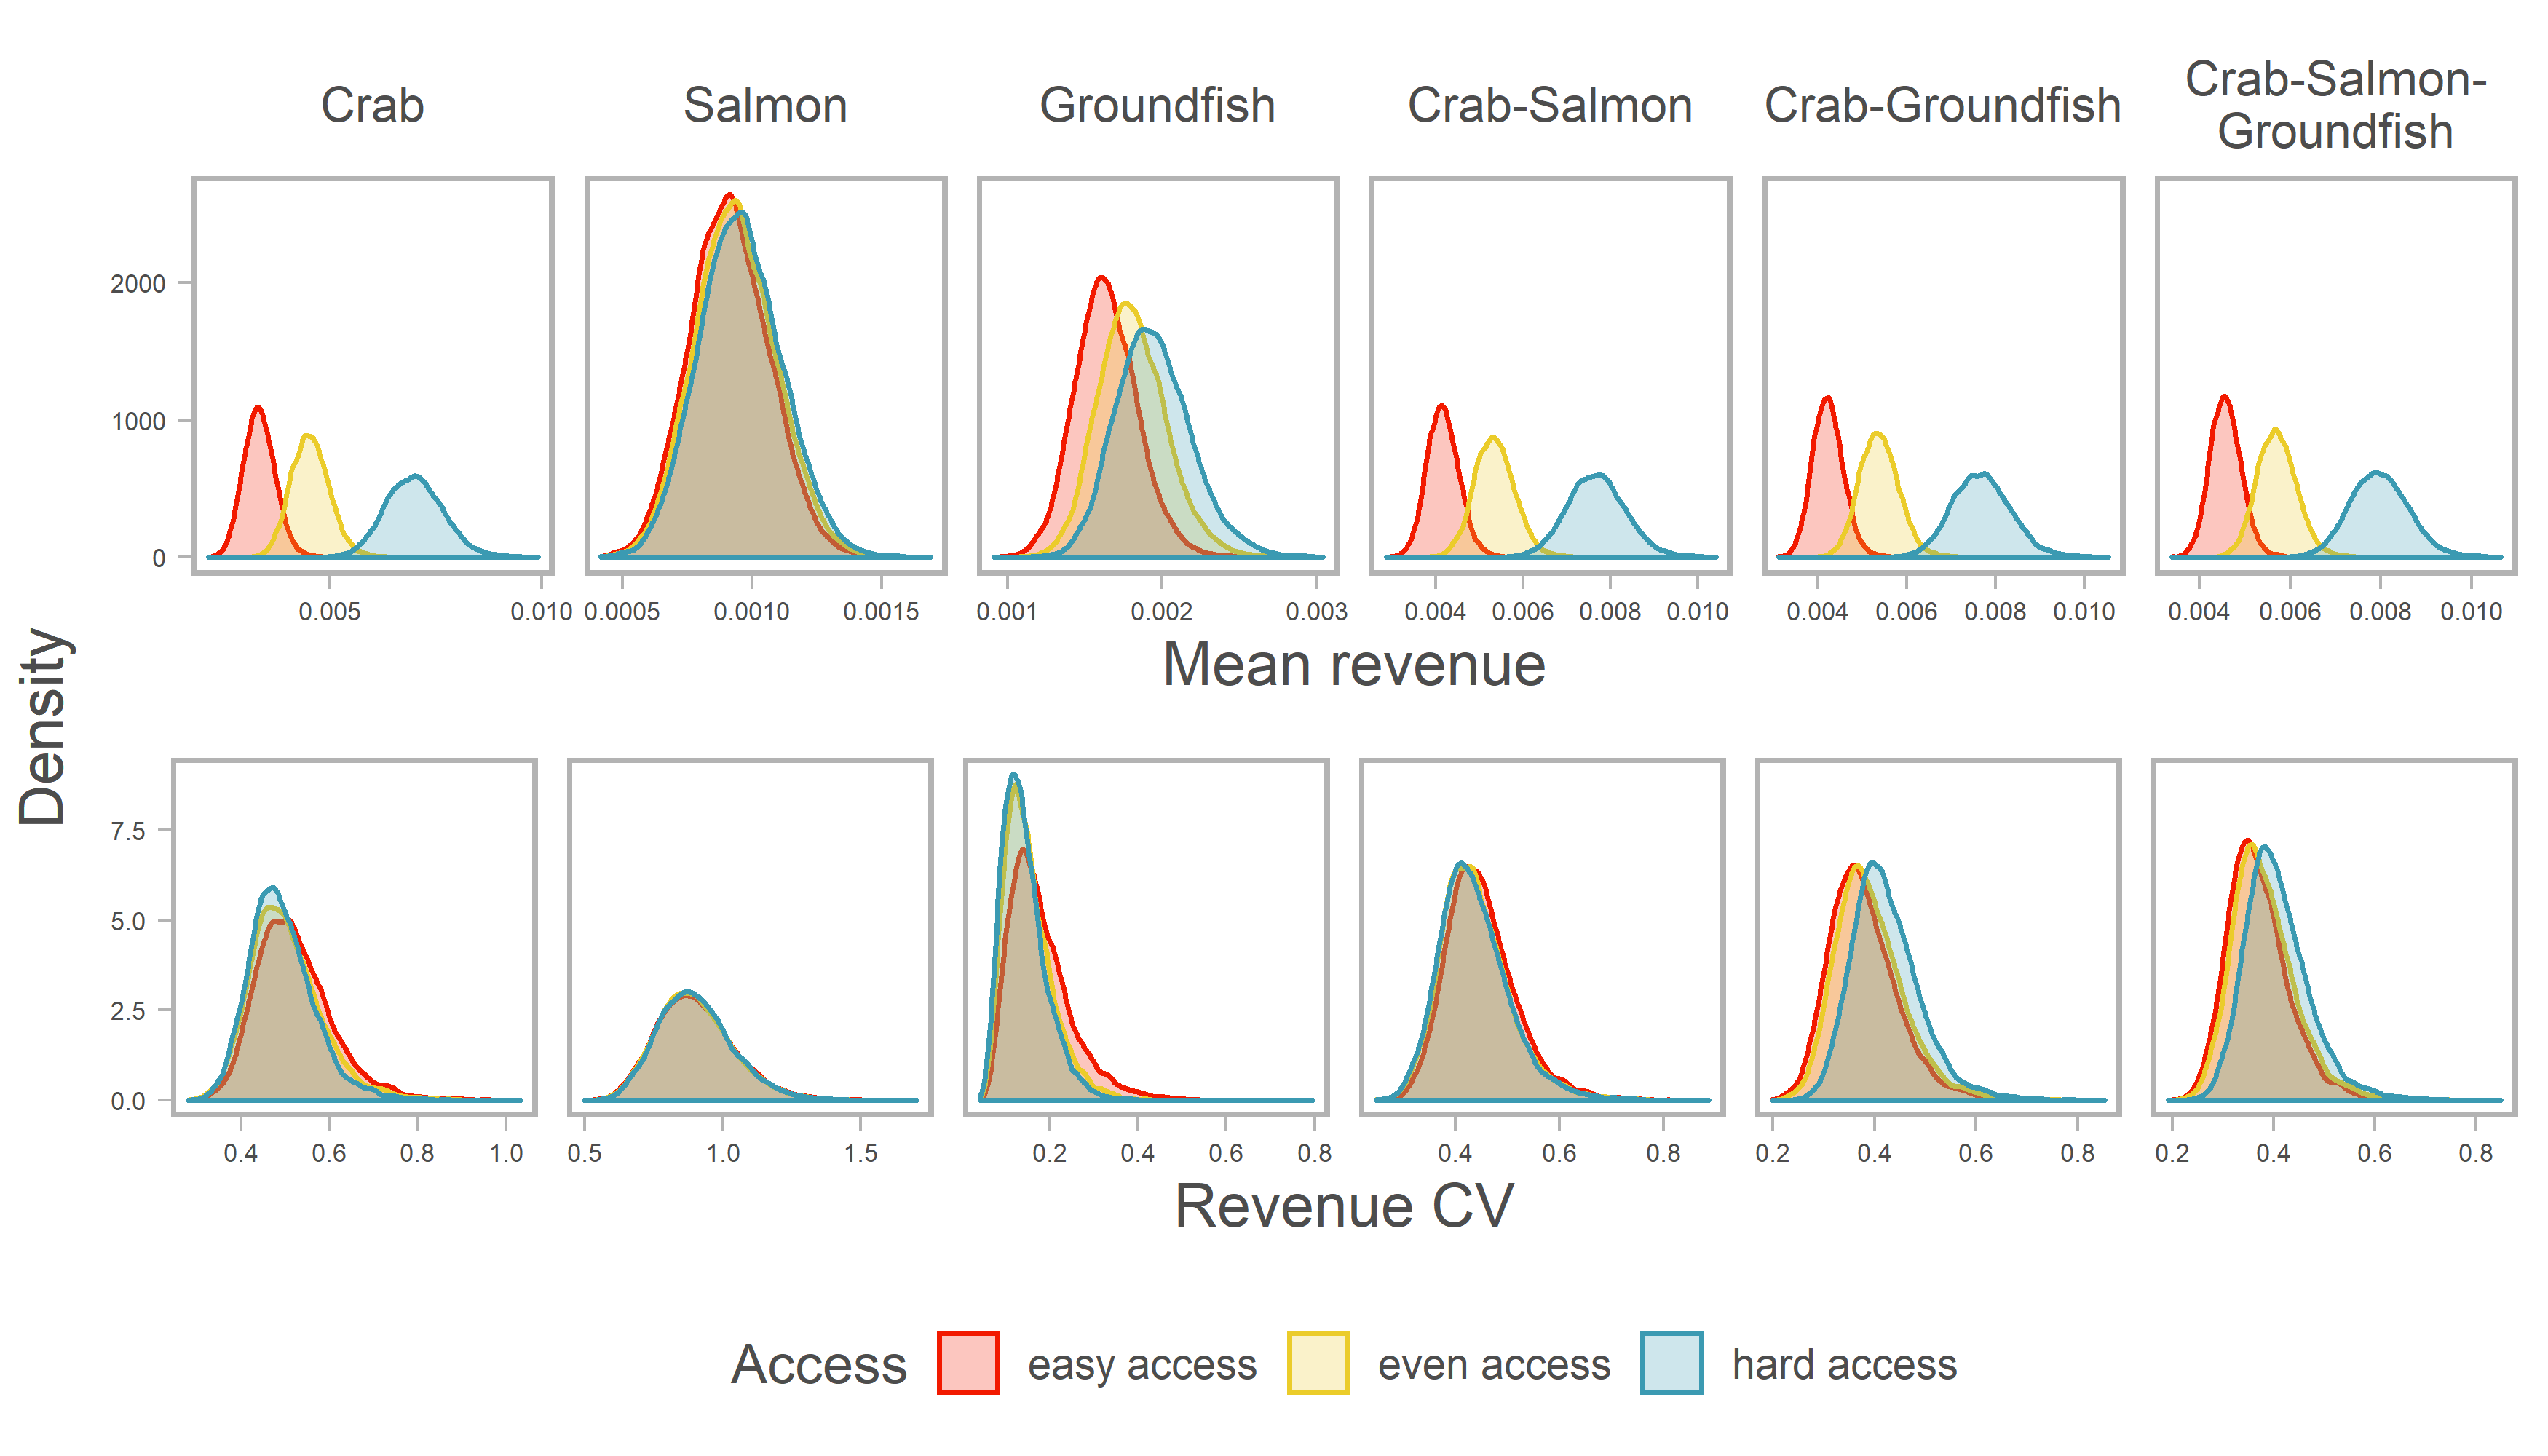 Crab
Salmon
Groundfish
Crab-Salmon
Crab-Groundfish
Crab-Salmon-
Groundfish
2000
1000
0
0.005 0.010
0.0005 0.0010 0.0015
0.001 0.002 0.003
0.004 0.006 0.008 0.010
0.004 0.006 0.008 0.010
0.004 0.006 0.008 0.010
Mean revenue
Density
7.5
5.0
2.5
0.0
0.4 0.6 0.8 1.0
0.5 1.0 1.5
0.2 0.4 0.6 0.8
0.4 0.6 0.8
0.2 0.4 0.6 0.8
0.2 0.4 0.6 0.8
Revenue CV
Access easy access even access hard access